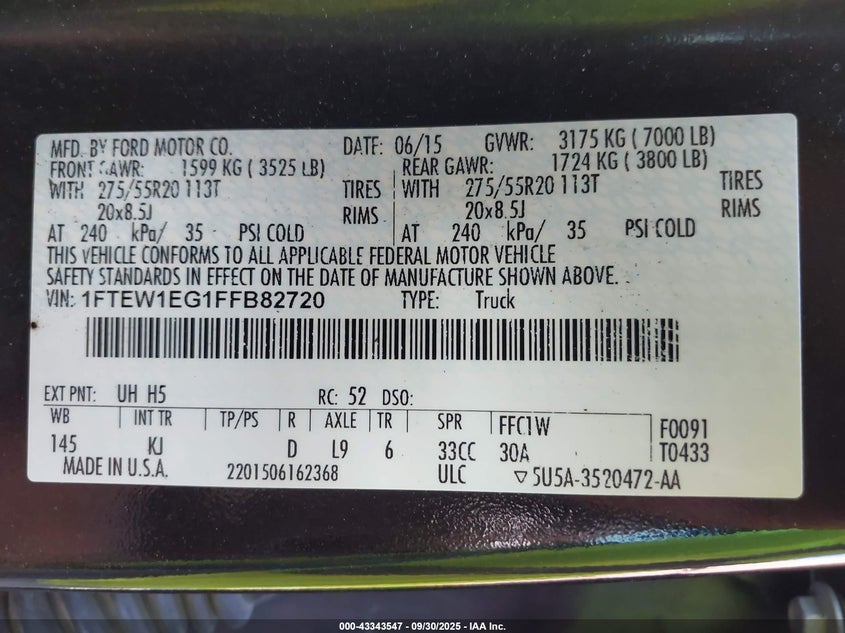 MFD. BY FORD MOTOR CO. DATE: 06/15 GVWR: 3175 KG ( 7000 LB)
FRONT GAWR: 1599 KG ( 3525 LB) REAR GAWR: 1724 KG ( 3800 LB)
WITH 275/55R20 113T TIRES WITH 275/55R20 113T TIRES
20x8.5J RIMS 20x8.5J RIMS
AT 240 kPa/ 35 PSI COLD AT 240 kPa/ 35 PSI COLD
THIS VEHICLE CONFORMS TO ALL APPLICABLE FEDERAL MOTOR VEHICLE
SAFETY STANDARDS IN EFFECT ON THE DATE OF MANUFACTURE SHOWN ABOVE.
VIN: 1FTEW1EG1FFB82720 TYPE: Truck
EXT PNT: UH H5 RC: 52 DSO:
WB INT TR TP/PS R AXLE TR SPR FFC1W F0091
145 KJ D L9 6 33CC 30A T0433
MADE IN U.S.A. 2201506162368 ULC ▽5U5A-3520472-AA
000-43343547 — 09/30/2025 — IAA Inc.